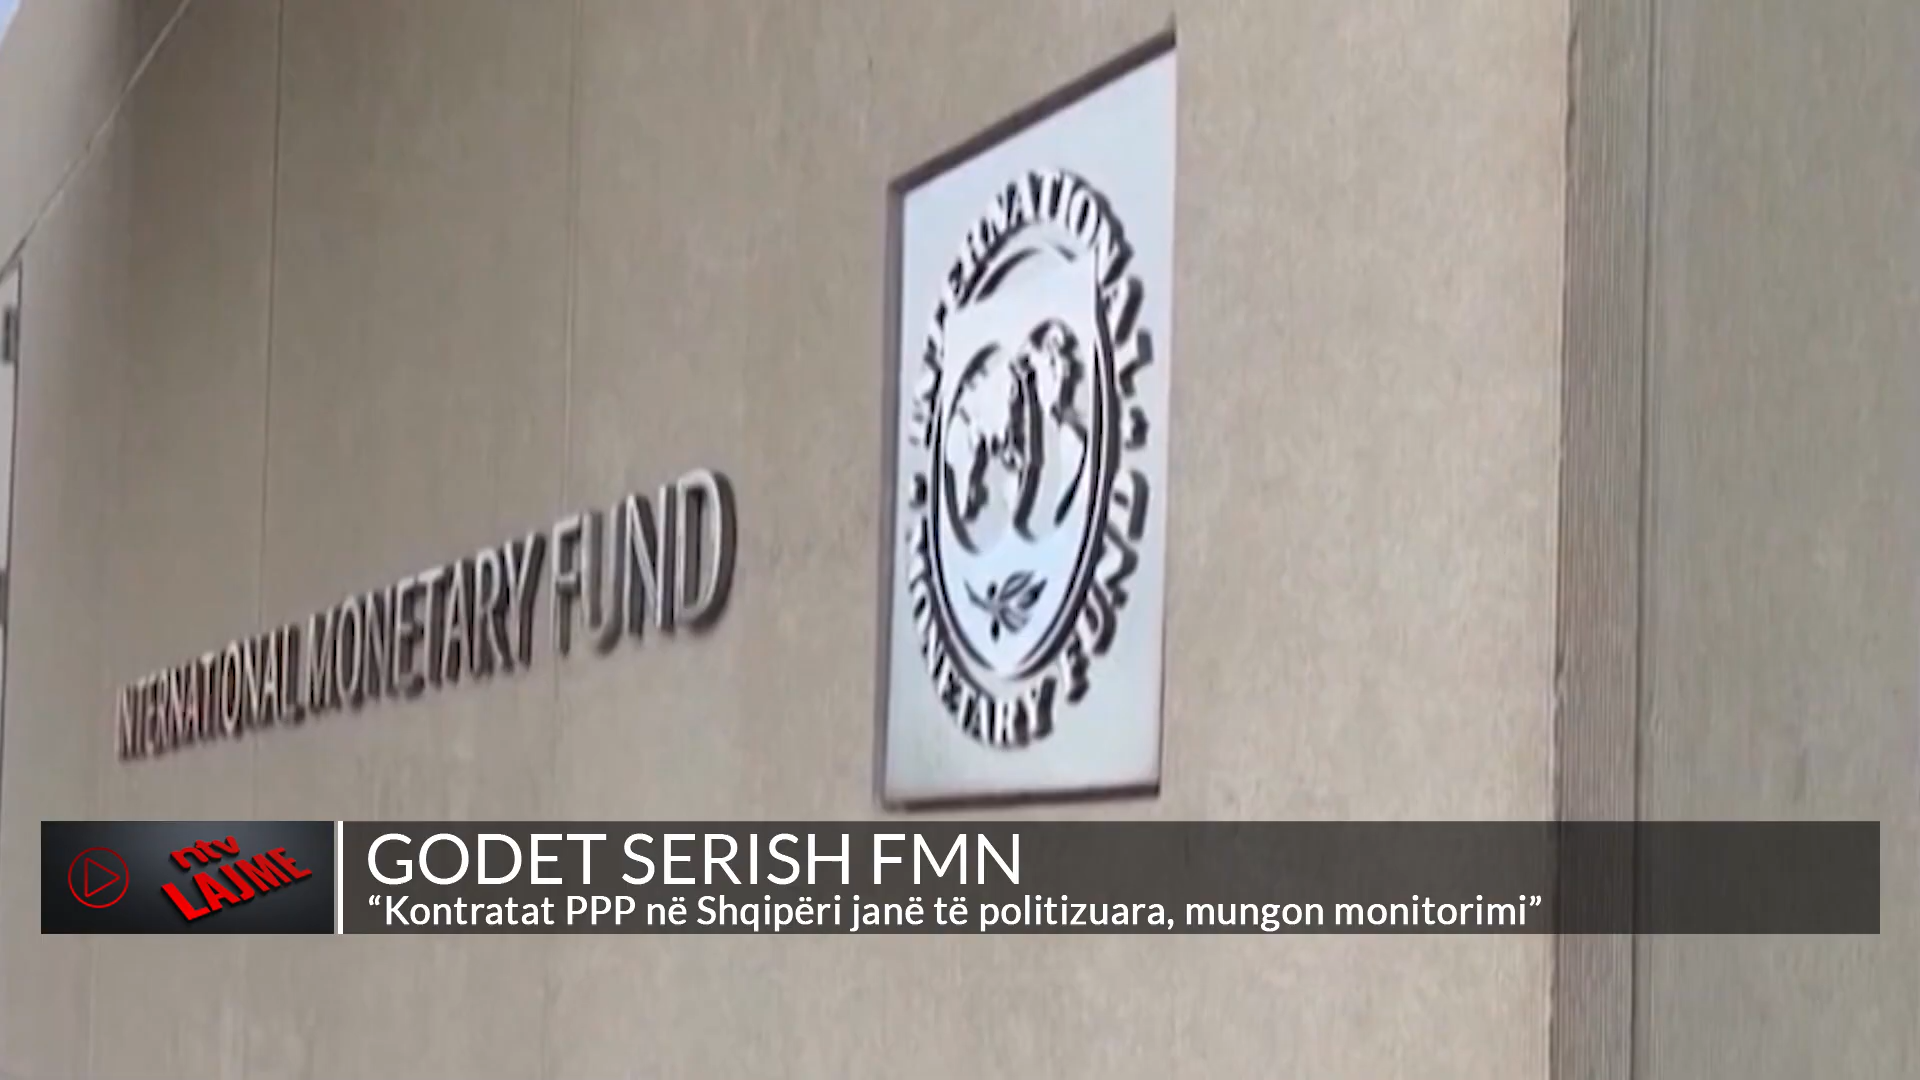 INTERNATIONAL MONETARY FUND
INTERNATIONAL MONETARY FUND
ntv
LAJME
GODET SERISH FMN
“Kontratat PPP në Shqipëri janë të politizuara, mungon monitorimi”